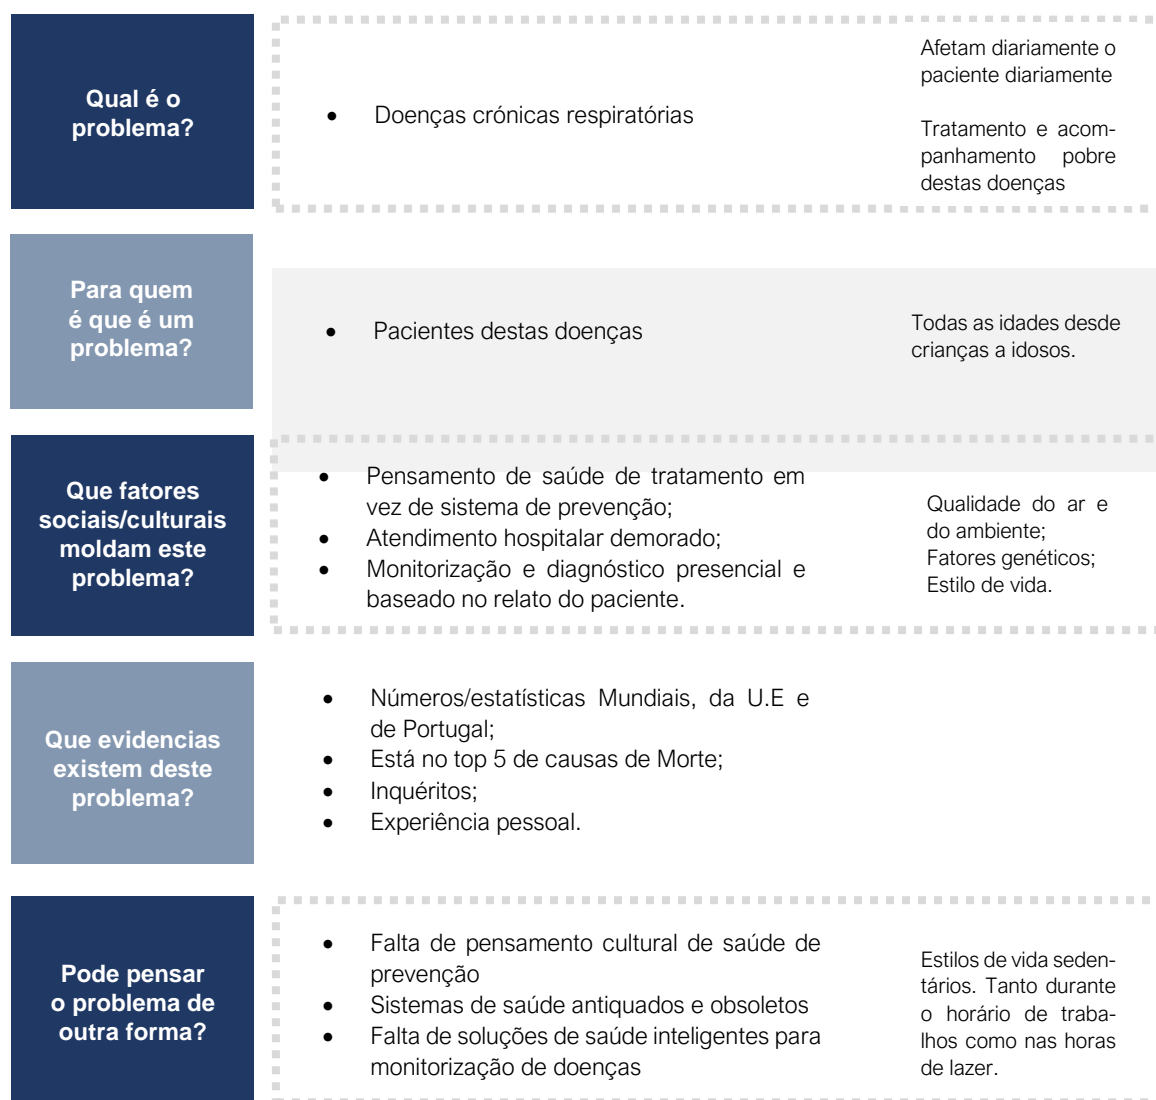 Qual é o
problema?
• Doenças crónicas respiratórias
Afetam diariamente o
paciente diariamente
Tratamento e acom-
panhamento pobre
destas doenças
Para quem
é que é um
problema?
• Pacientes destas doenças
Todas as idades desde
crianças a idosos.
Que fatores
sociais/culturais
moldam este
problema?
• Pensamento de saúde de tratamento em
vez de sistema de prevenção;
• Atendimento hospitalar demorado;
• Monitorização e diagnóstico presencial e
baseado no relato do paciente.
Qualidade do ar e
do ambiente;
Fatores genéticos;
Estilo de vida.
Que evidencias
existem deste
problema?
• Números/estatísticas Mundiais, da U.E e
de Portugal;
• Está no top 5 de causas de Morte;
• Inquéritos;
• Experiência pessoal.
Pode pensar
o problema de
outra forma?
• Falta de pensamento cultural de saúde de
prevenção
• Sistemas de saúde antiquados e obsoletos
• Falta de soluções de saúde inteligentes para
monitorização de doenças
Estilos de vida seden-
tários. Tanto durante
o horário de traba-
lhos como nas horas
de lazer.